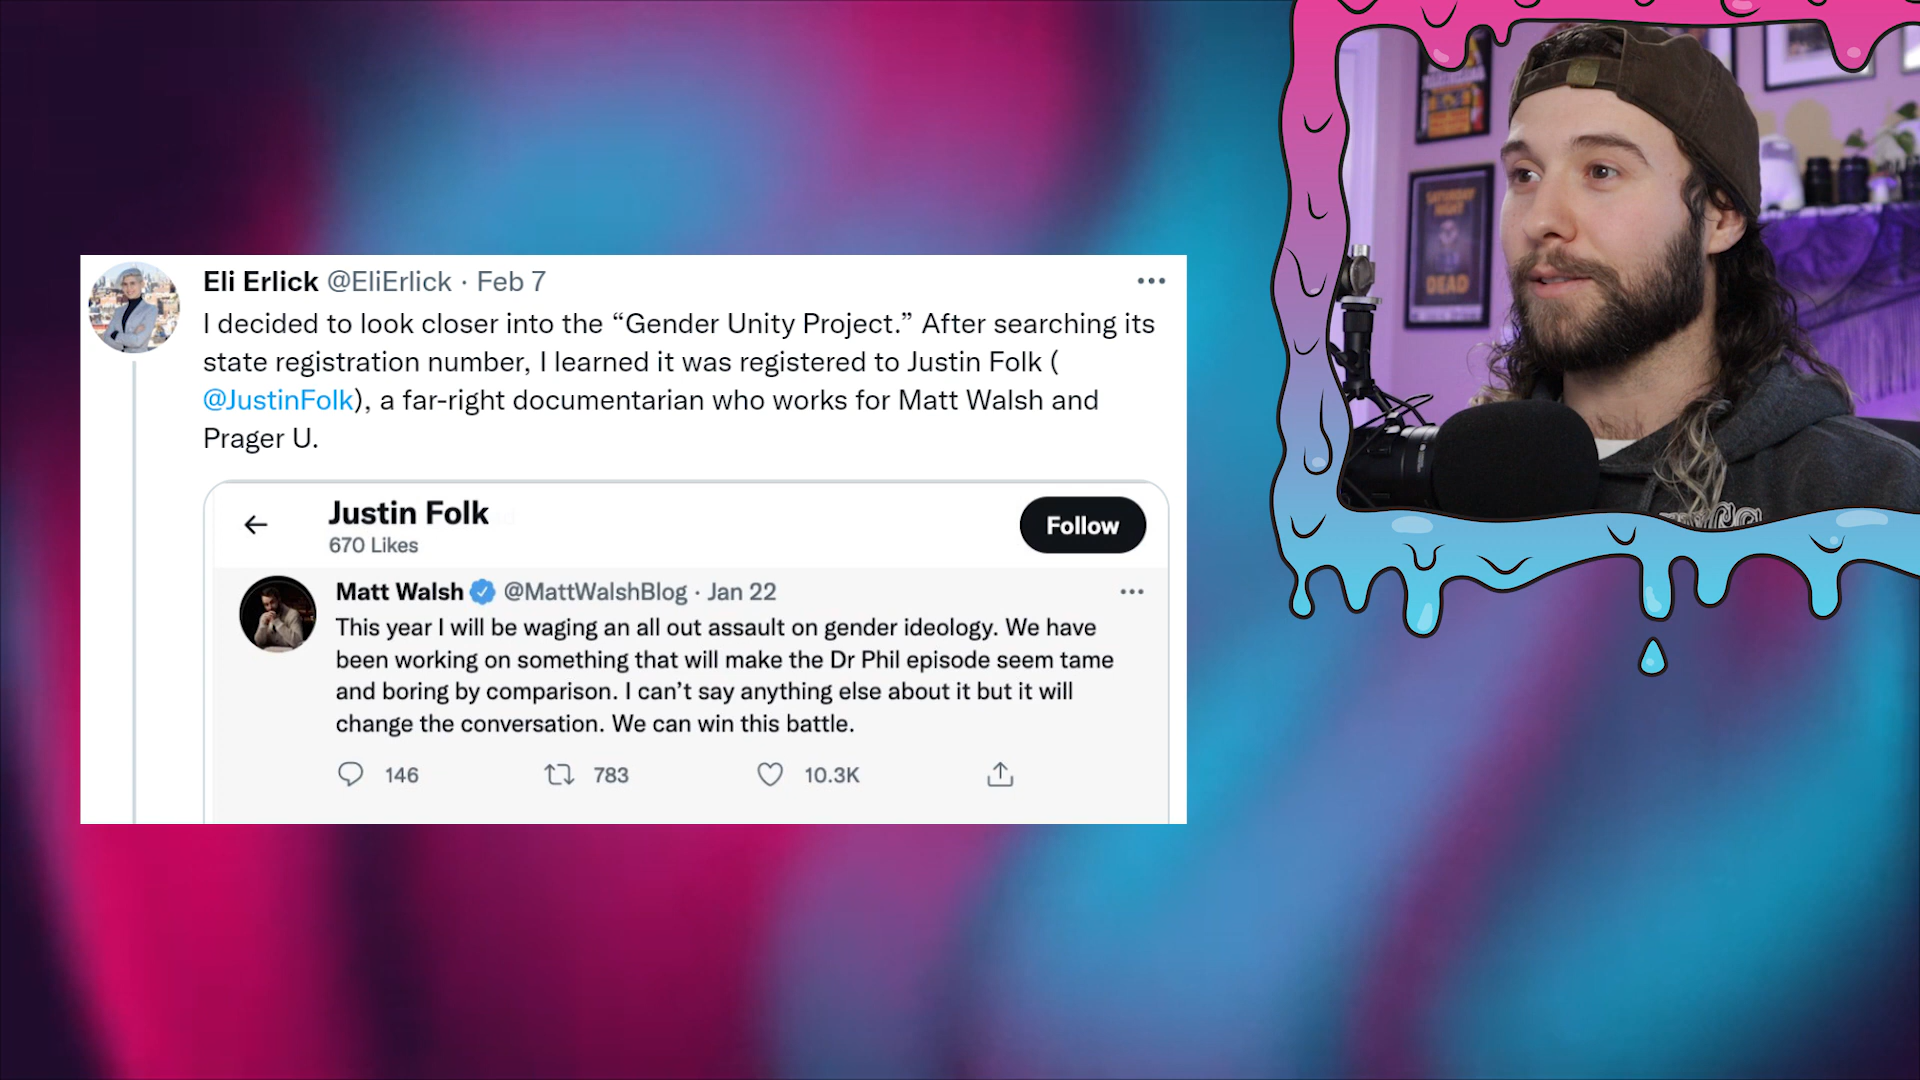 Eli Erlick @EliErlick · Feb 7
I decided to look closer into the “Gender Unity Project.” After searching its
state registration number, I learned it was registered to Justin Folk (
@JustinFolk), a far-right documentarian who works for Matt Walsh and
Prager U.
Justin Folk
670 Likes
Follow
Matt Walsh @MattWalshBlog · Jan 22
This year I will be waging an all out assault on gender ideology. We have
been working on something that will make the Dr Phil episode seem tame
and boring by comparison. I can’t say anything else about it but it will
change the conversation. We can win this battle.
146 783 10.3K
SATURDAY
NIGHT
DEAD